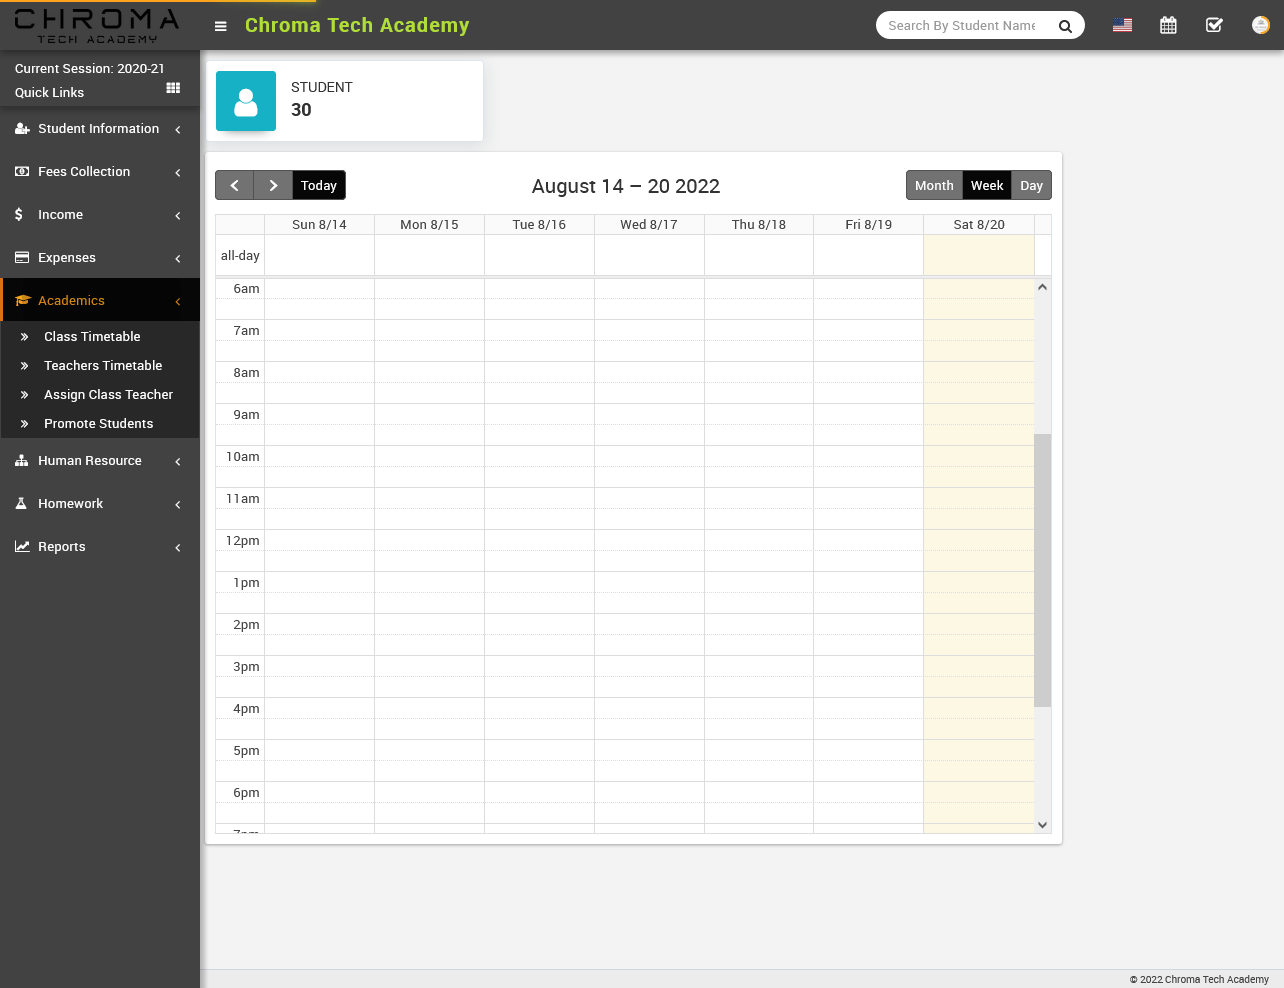 CHROMA
TECH ACADEMY
Chroma Tech Academy
Search By Student Name
Current Session: 2020-21
Quick Links
Student Information
Fees Collection
Income
Expenses
Academics
Class Timetable
Teachers Timetable
Assign Class Teacher
Promote Students
Human Resource
Homework
Reports
STUDENT
30
Today
August 14 – 20 2022
Month Week Day
Sun 8/14 Mon 8/15 Tue 8/16 Wed 8/17 Thu 8/18 Fri 8/19 Sat 8/20
all-day
6am
7am
8am
9am
10am
11am
12pm
1pm
2pm
3pm
4pm
5pm
6pm
7pm
© 2022 Chroma Tech Academy